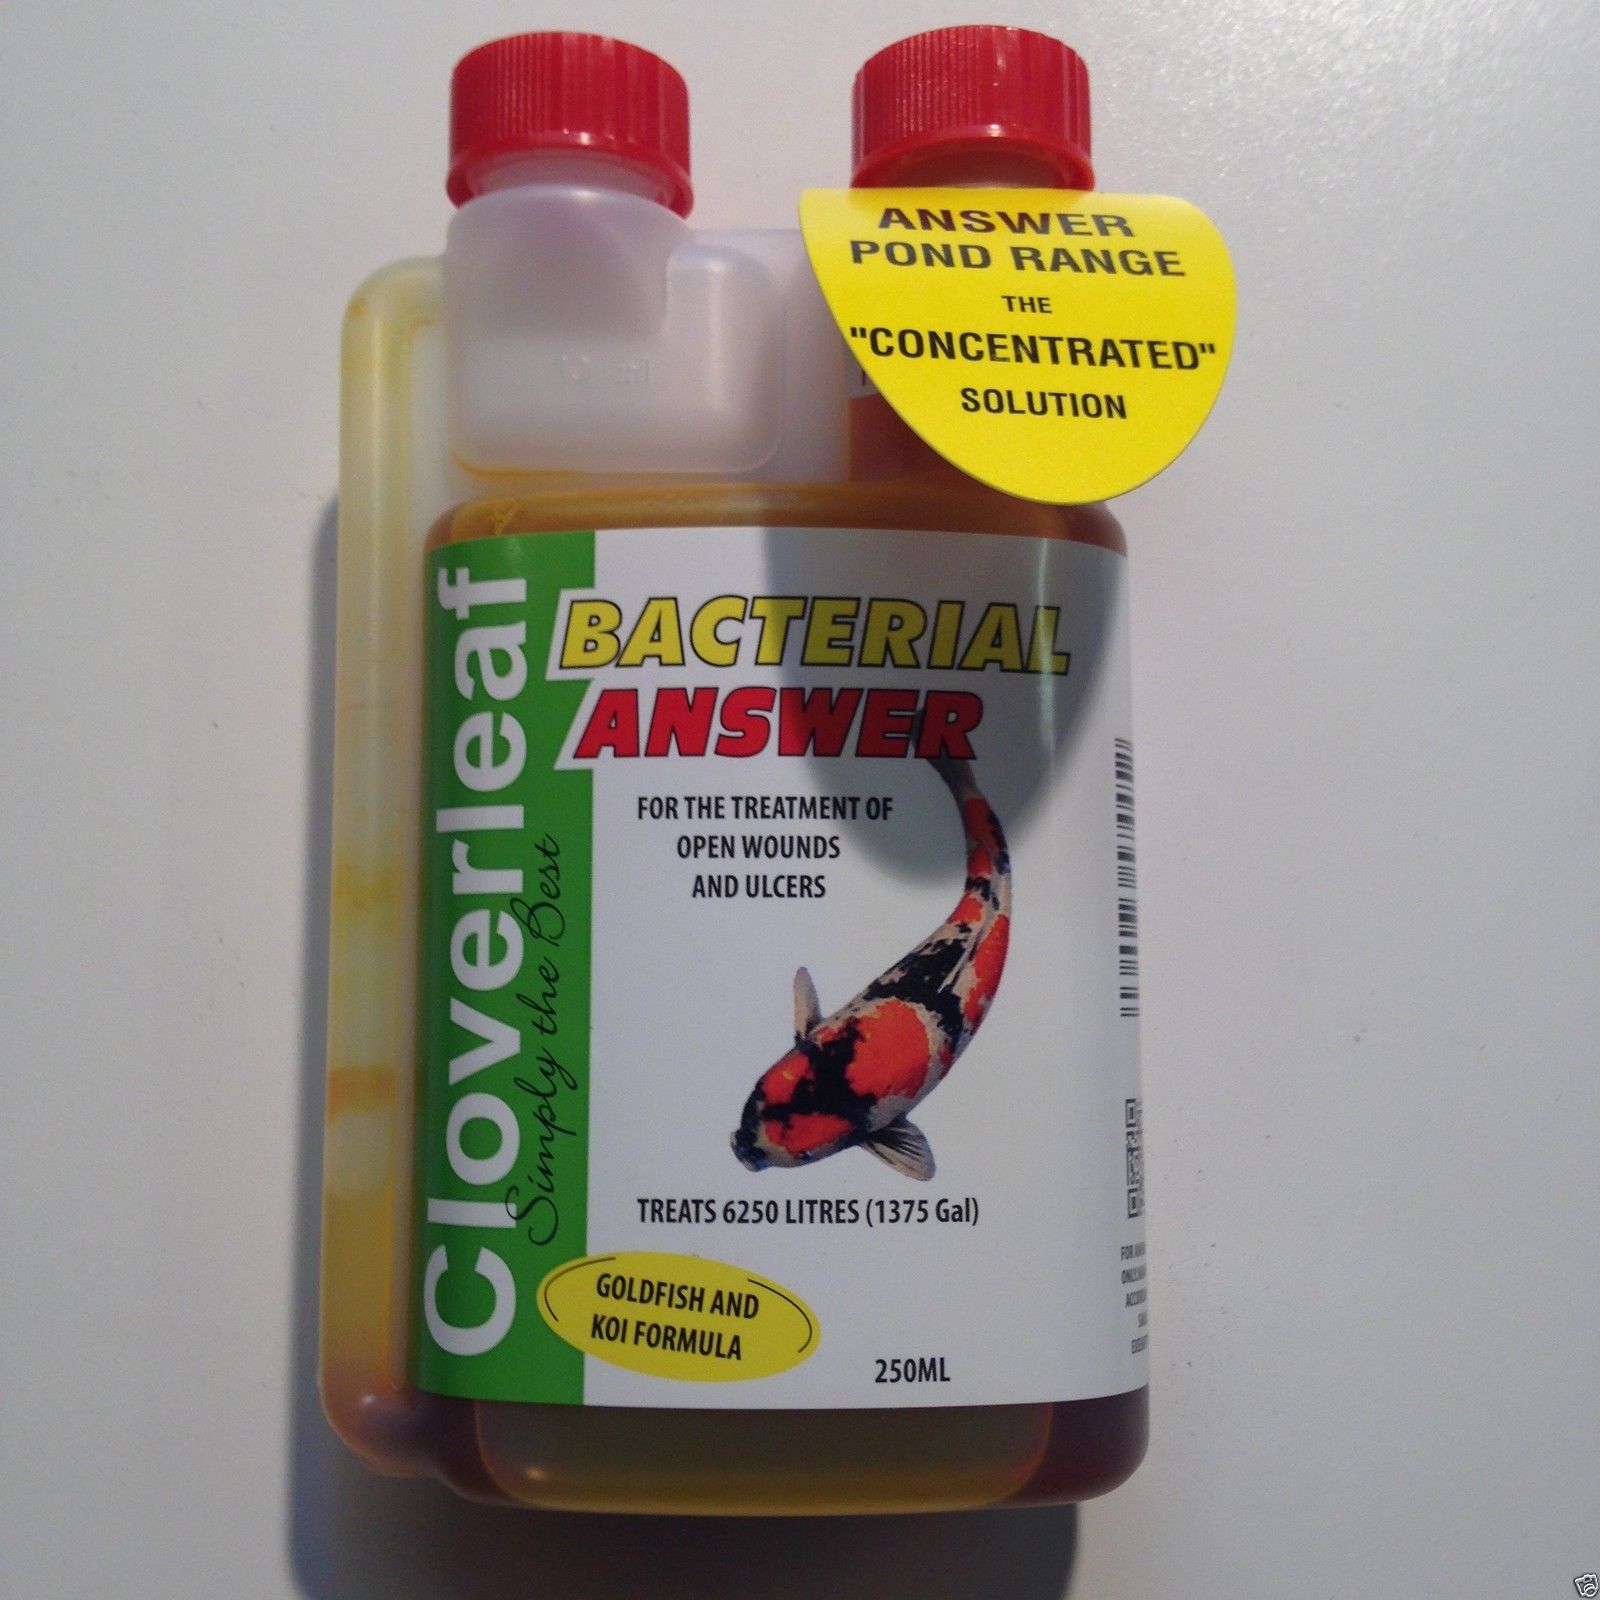 ANSWER
POND RANGE
THE
"CONCENTRATED"
SOLUTION
Cloverleaf
Simply the Best
BACTERIAL
ANSWER
FOR THE TREATMENT OF
OPEN WOUNDS
AND ULCERS
TREATS 6250 LITRES (1375 Gal)
GOLDFISH AND
KOI FORMULA
250ML